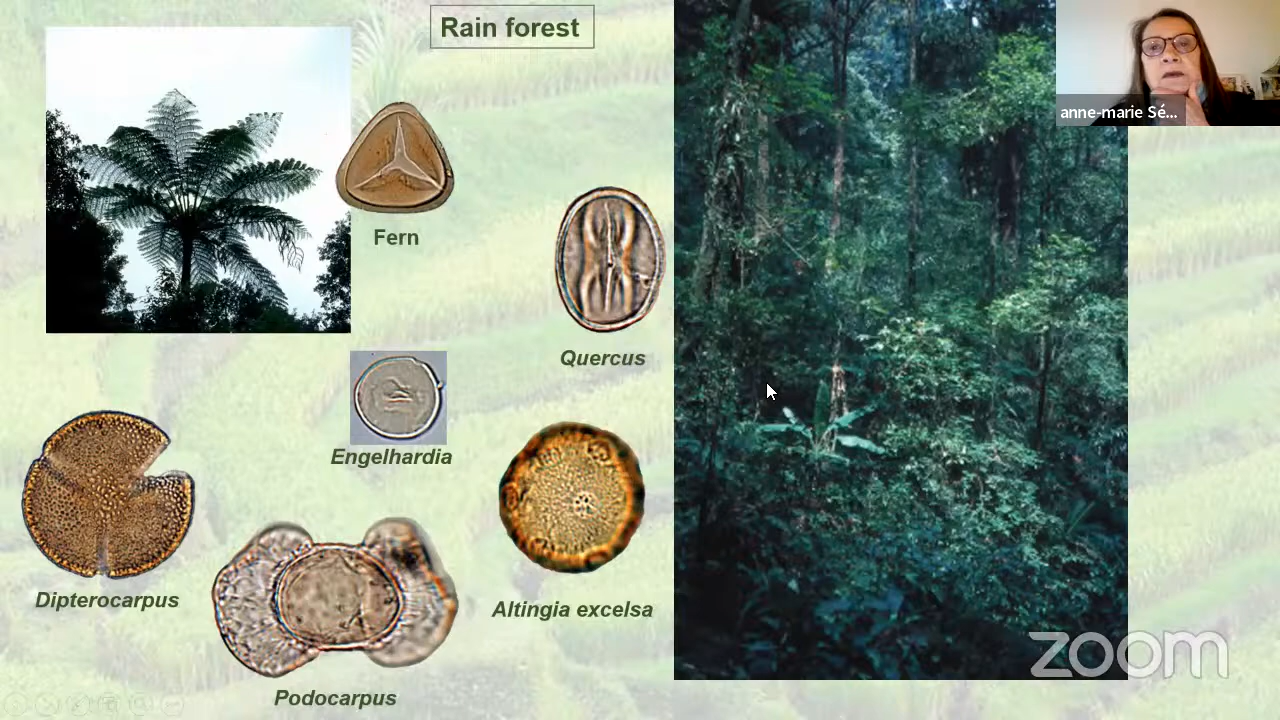 Rain forest
anne-marie Sé...
Fern
Quercus
Engelhardia
Dipterocarpus
Altingia excelsa
Podocarpus
zoom